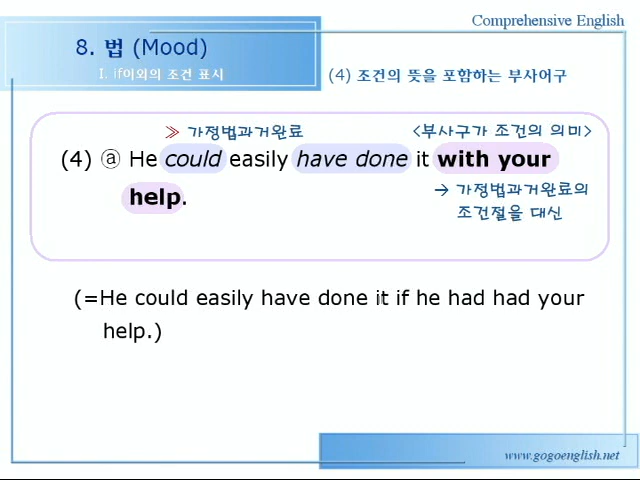 Comprehensive English
8. 법 (Mood)
I. if이외의 조건 표시
(4) 조건의 뜻을 포함하는 부사어구
≫ 가정법과거완료
<부사구가 조건의 의미>
(4) ⓐ He could easily have done it with your
→ 가정법과거완료의
help.
조건절을 대신
(=He could easily have done it if he had had your
help.)
www.gogoenglish.net